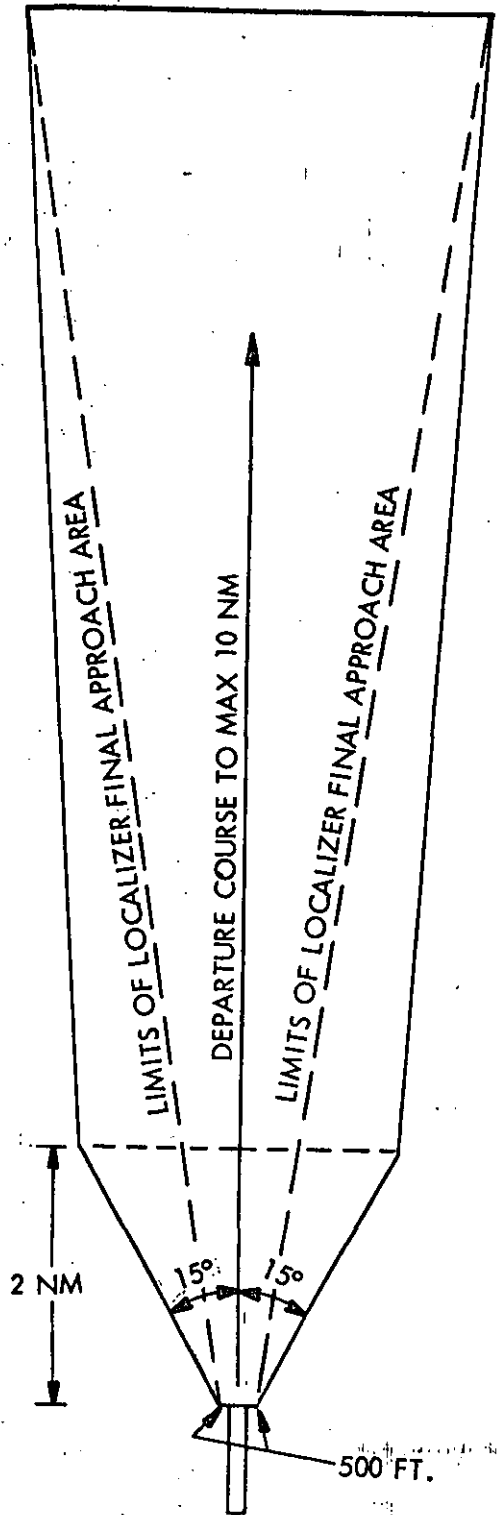 LIMITS OF LOCALIZER FINAL APPROACH AREA
DEPARTURE COURSE TO MAX 10 NM
LIMITS OF LOCALIZER FINAL APPROACH AREA
2 NM
15°
15°
500 FT.